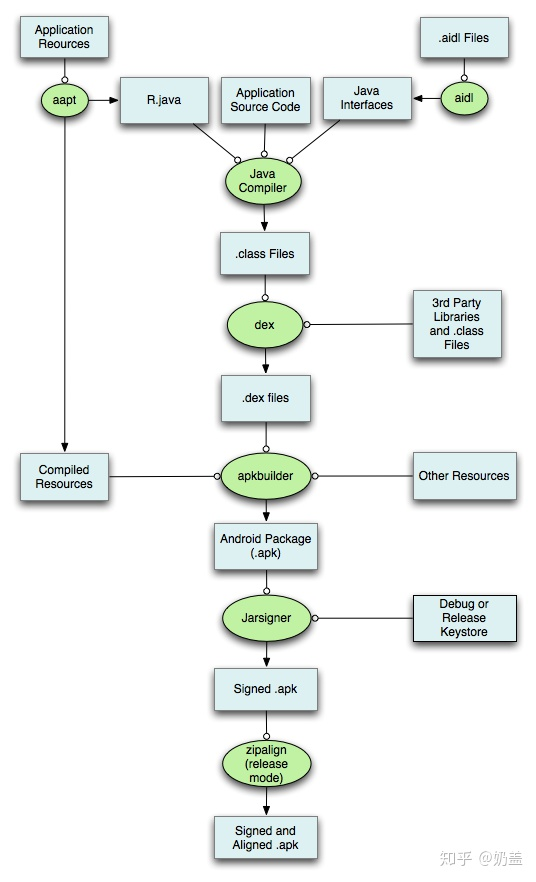 Application
Reources
.aidl Files
aapt
R.java
Application
Source Code
Java
Interfaces
aidl
Java
Compiler
.class Files
dex
3rd Party
Libraries
and .class
Files
.dex files
Compiled
Resources
apkbuilder
Other Resources
Android Package
(.apk)
Jarsigner
Debug or
Release
Keystore
Signed .apk
zipalign
(release
mode)
Signed and
Aligned .apk
知乎 @奶盖